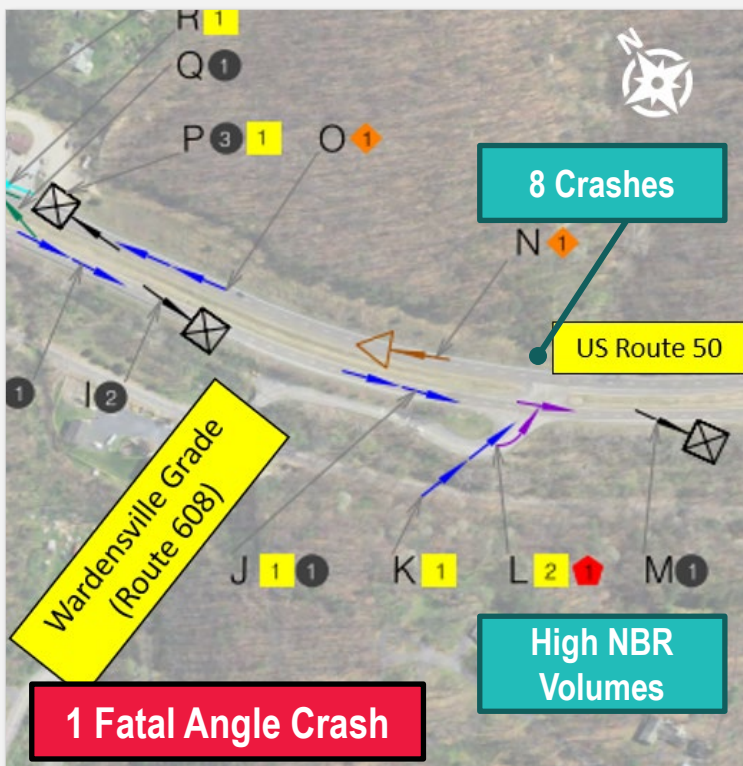 R 1
N
Q 1
P 3 1 O 1
8 Crashes
N 1
US Route 50
1
I 2
Wardensville Grade
(Route 608)
J 1 1 K 1 L 2 1 M 1
High NBR
Volumes
1 Fatal Angle Crash